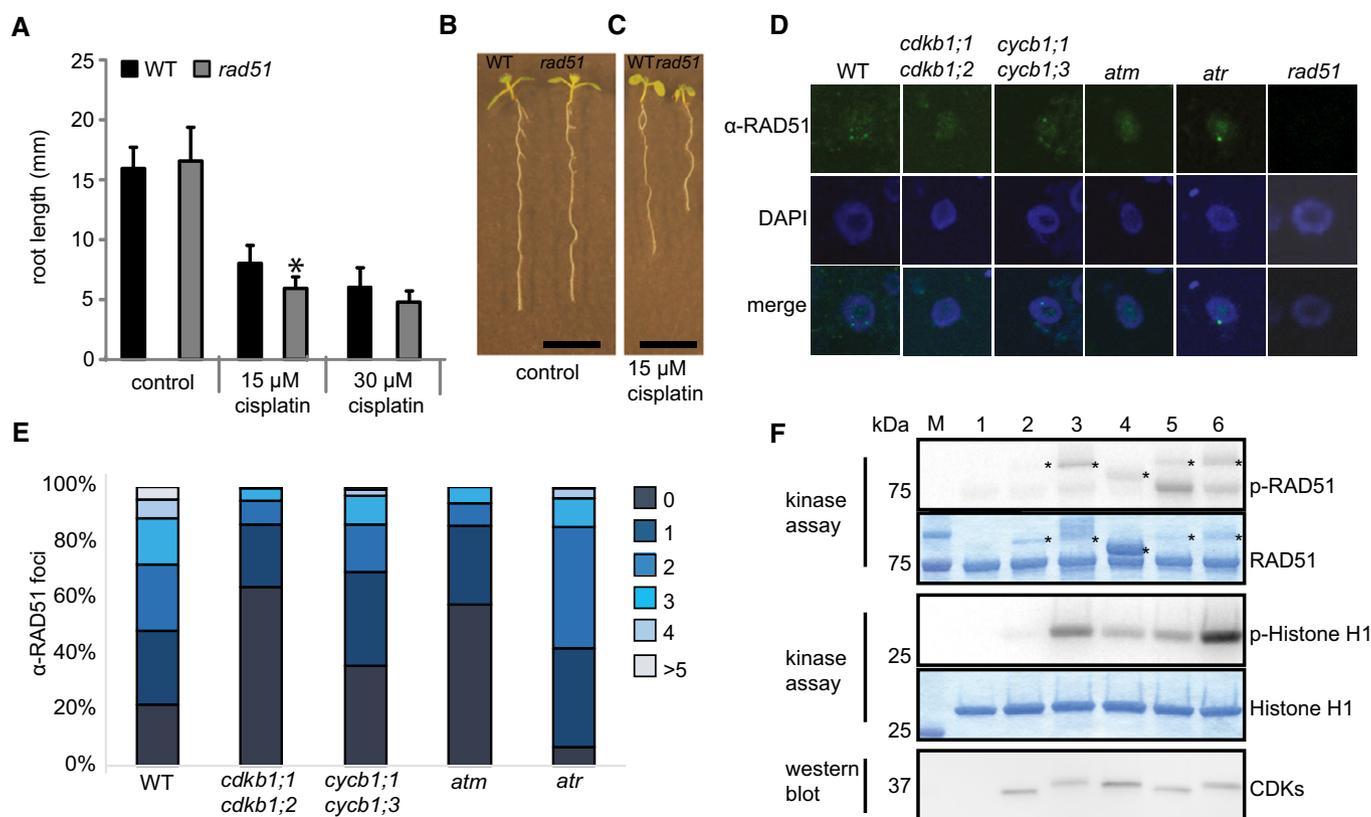 A
25
20
15
10
5
0
root length (mm)
WT rad51
*
control
15 µM
cisplatin
30 µM
cisplatin
B
WT rad51
control
C
WT rad51
15 µM
cisplatin
D
WT
cdkb1;1
cdkb1;2
cycb1;1
cycb1;3
atm
atr
rad51
α-RAD51
DAPI
merge
E
100%
80%
60%
40%
20%
0%
α-RAD51 foci
WT
cdkb1;1
cdkb1;2
cycb1;1
cycb1;3
atm
atr
0
1
2
3
4
>5
F
kDa M 1 2 3 4 5 6
kinase
assay
75
* * * * *
p-RAD51
75
* * * * *
RAD51
kinase
assay
25
p-Histone H1
25
Histone H1
western
blot
37
CDKs